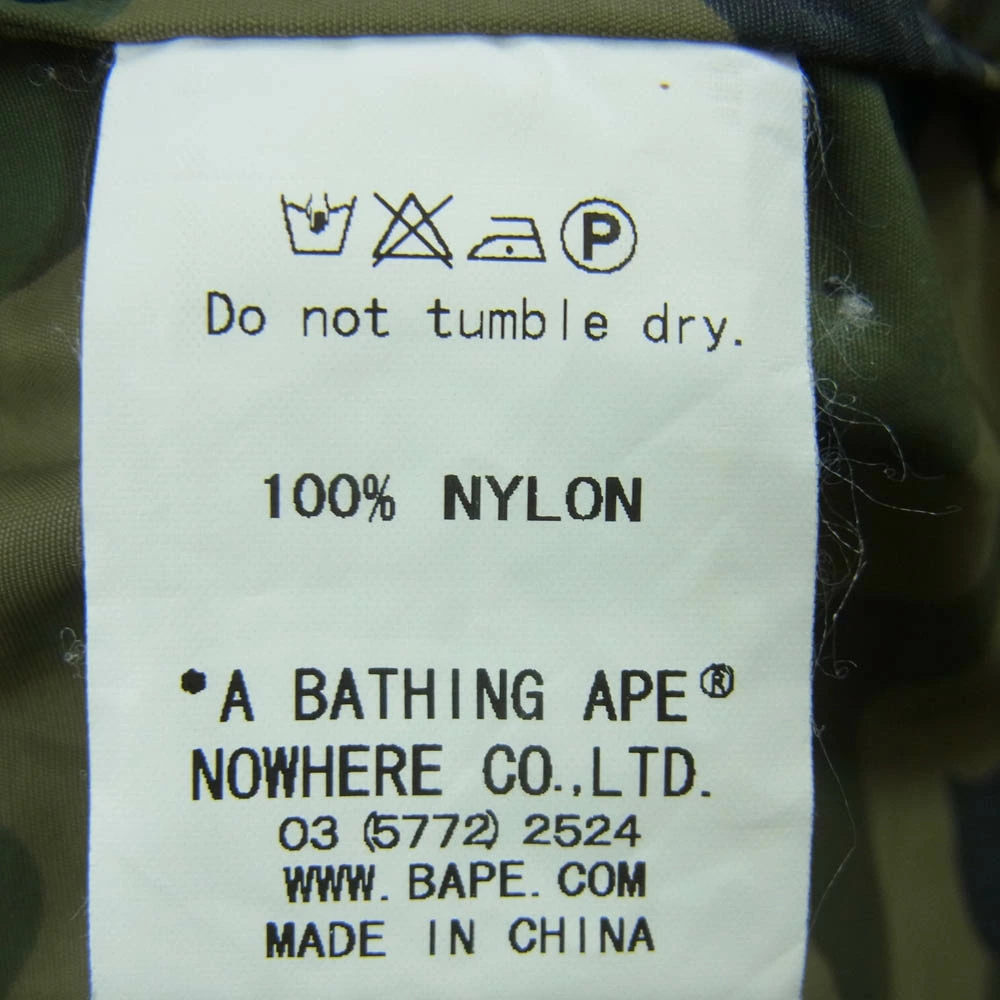 P
Do not tumble dry.
100% NYLON
*A BATHING APE®
NOWHERE CO.,LTD.
03 (5772) 2524
WWW. BAPE. COM
MADE IN CHINA